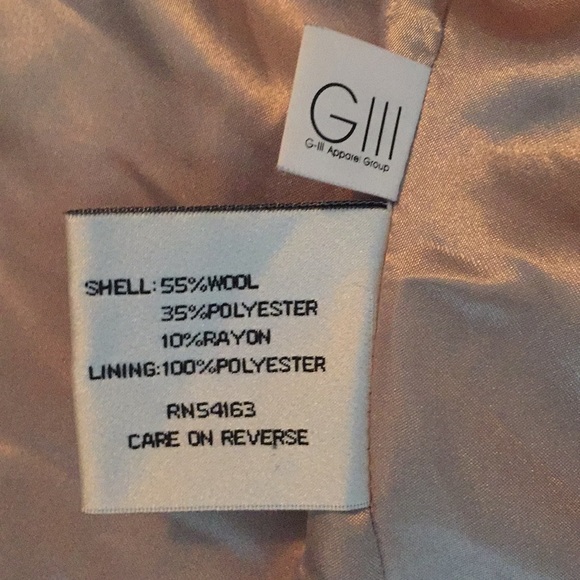 GIII
G-III Apparel Group
SHELL: 55%WOOL
35%POLYESTER
10%RAYON
LINING:100%POLYESTER
RN54163
CARE ON REVERSE